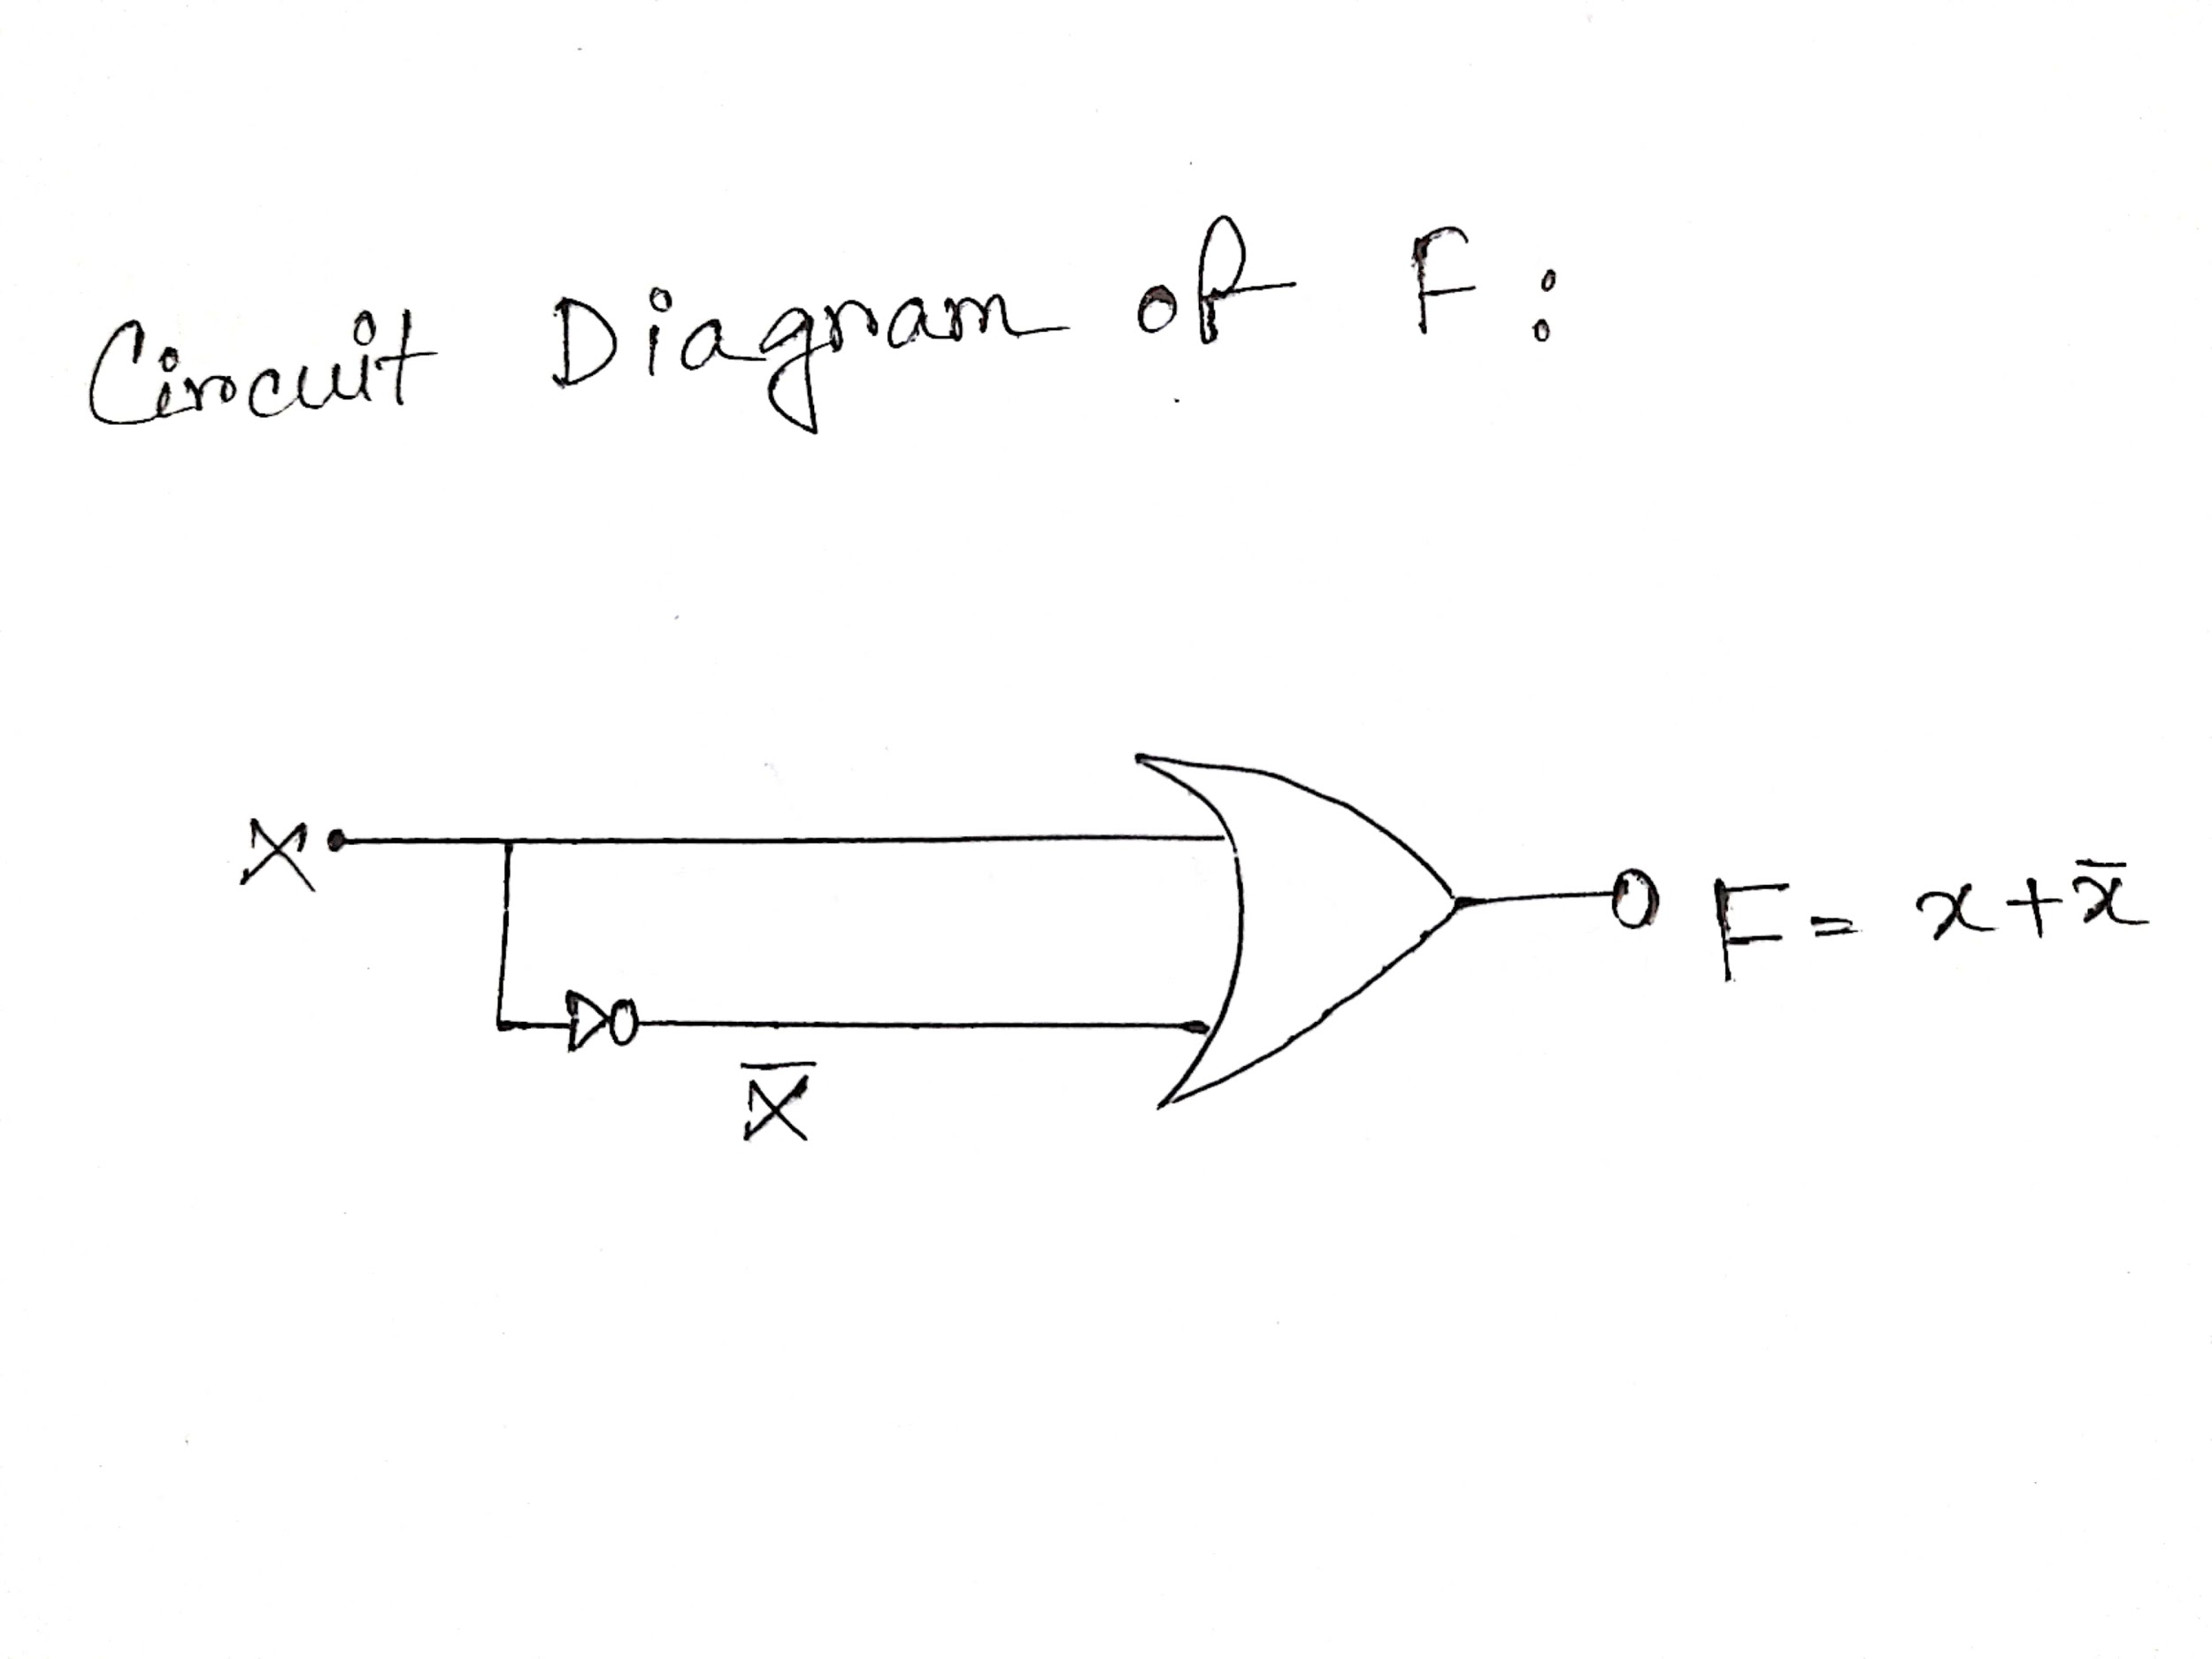 Circuit Diagram of F:
X
F = x + x̄
X̄